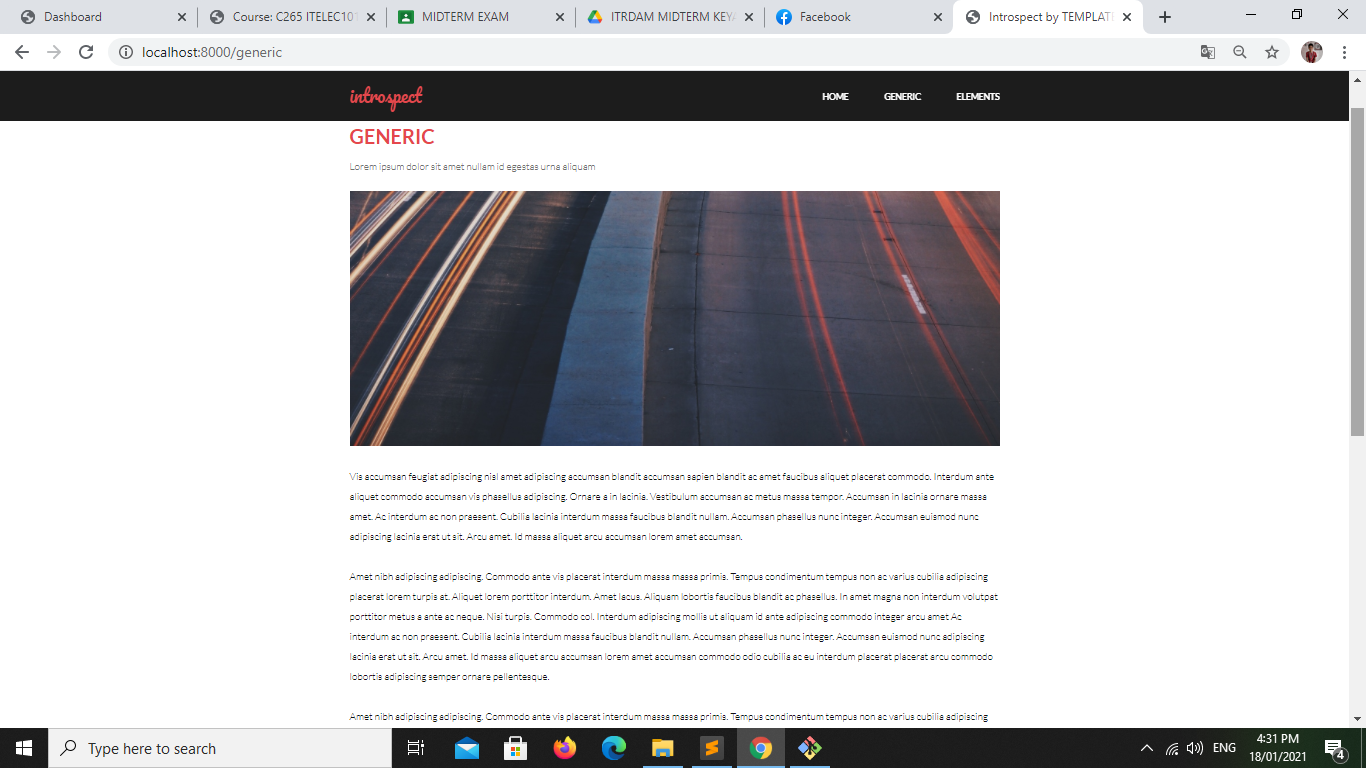 Dashboard
Course: C265 ITELEC101
MIDTERM EXAM
ITRDAM MIDTERM KEY
Facebook
Introspect by TEMPLAT
localhost:8000/generic
introspect
HOME
GENERIC
ELEMENTS
GENERIC
Lorem ipsum dolor sit amet nullam id egestas urna aliquam
Vis accumsan feugiat adipiscing nisl amet adipiscing accumsan blandit accumsan sapien blandit ac amet faucibus aliquet placerat commodo. Interdum ante
aliquet commodo accumsan vis phasellus adipiscing. Ornare a in lacinia. Vestibulum accumsan ac metus massa tempor. Accumsan in lacinia ornare massa
amet. Ac interdum ac non praesent. Cubilia lacinia interdum massa faucibus blandit nullam. Accumsan phasellus nunc integer. Accumsan euismod nunc
adipiscing lacinia erat ut sit. Arcu amet. Id massa aliquet arcu accumsan lorem amet accumsan.
Amet nibh adipiscing adipiscing. Commodo ante vis placerat interdum massa massa primis. Tempus condimentum tempus non ac varius cubilia adipiscing
placerat lorem turpis at. Aliquet lorem porttitor interdum. Amet lacus. Aliquam lobortis faucibus blandit ac phasellus. In amet magna non interdum volutpat
porttitor metus a ante ac neque. Nisi turpis. Commodo col. Interdum adipiscing mollis ut aliquam id ante adipiscing commodo integer arcu amet Ac
interdum ac non praesent. Cubilia lacinia interdum massa faucibus blandit nullam. Accumsan phasellus nunc integer. Accumsan euismod nunc adipiscing
lacinia erat ut sit. Arcu amet. Id massa aliquet arcu accumsan lorem amet accumsan commodo odio cubilia ac eu interdum placerat placerat arcu commodo
lobortis adipiscing semper ornare pellentesque.
Amet nibh adipiscing adipiscing. Commodo ante vis placerat interdum massa massa primis. Tempus condimentum tempus non ac varius cubilia adipiscing
Type here to search
ENG
4:31 PM
18/01/2021
4